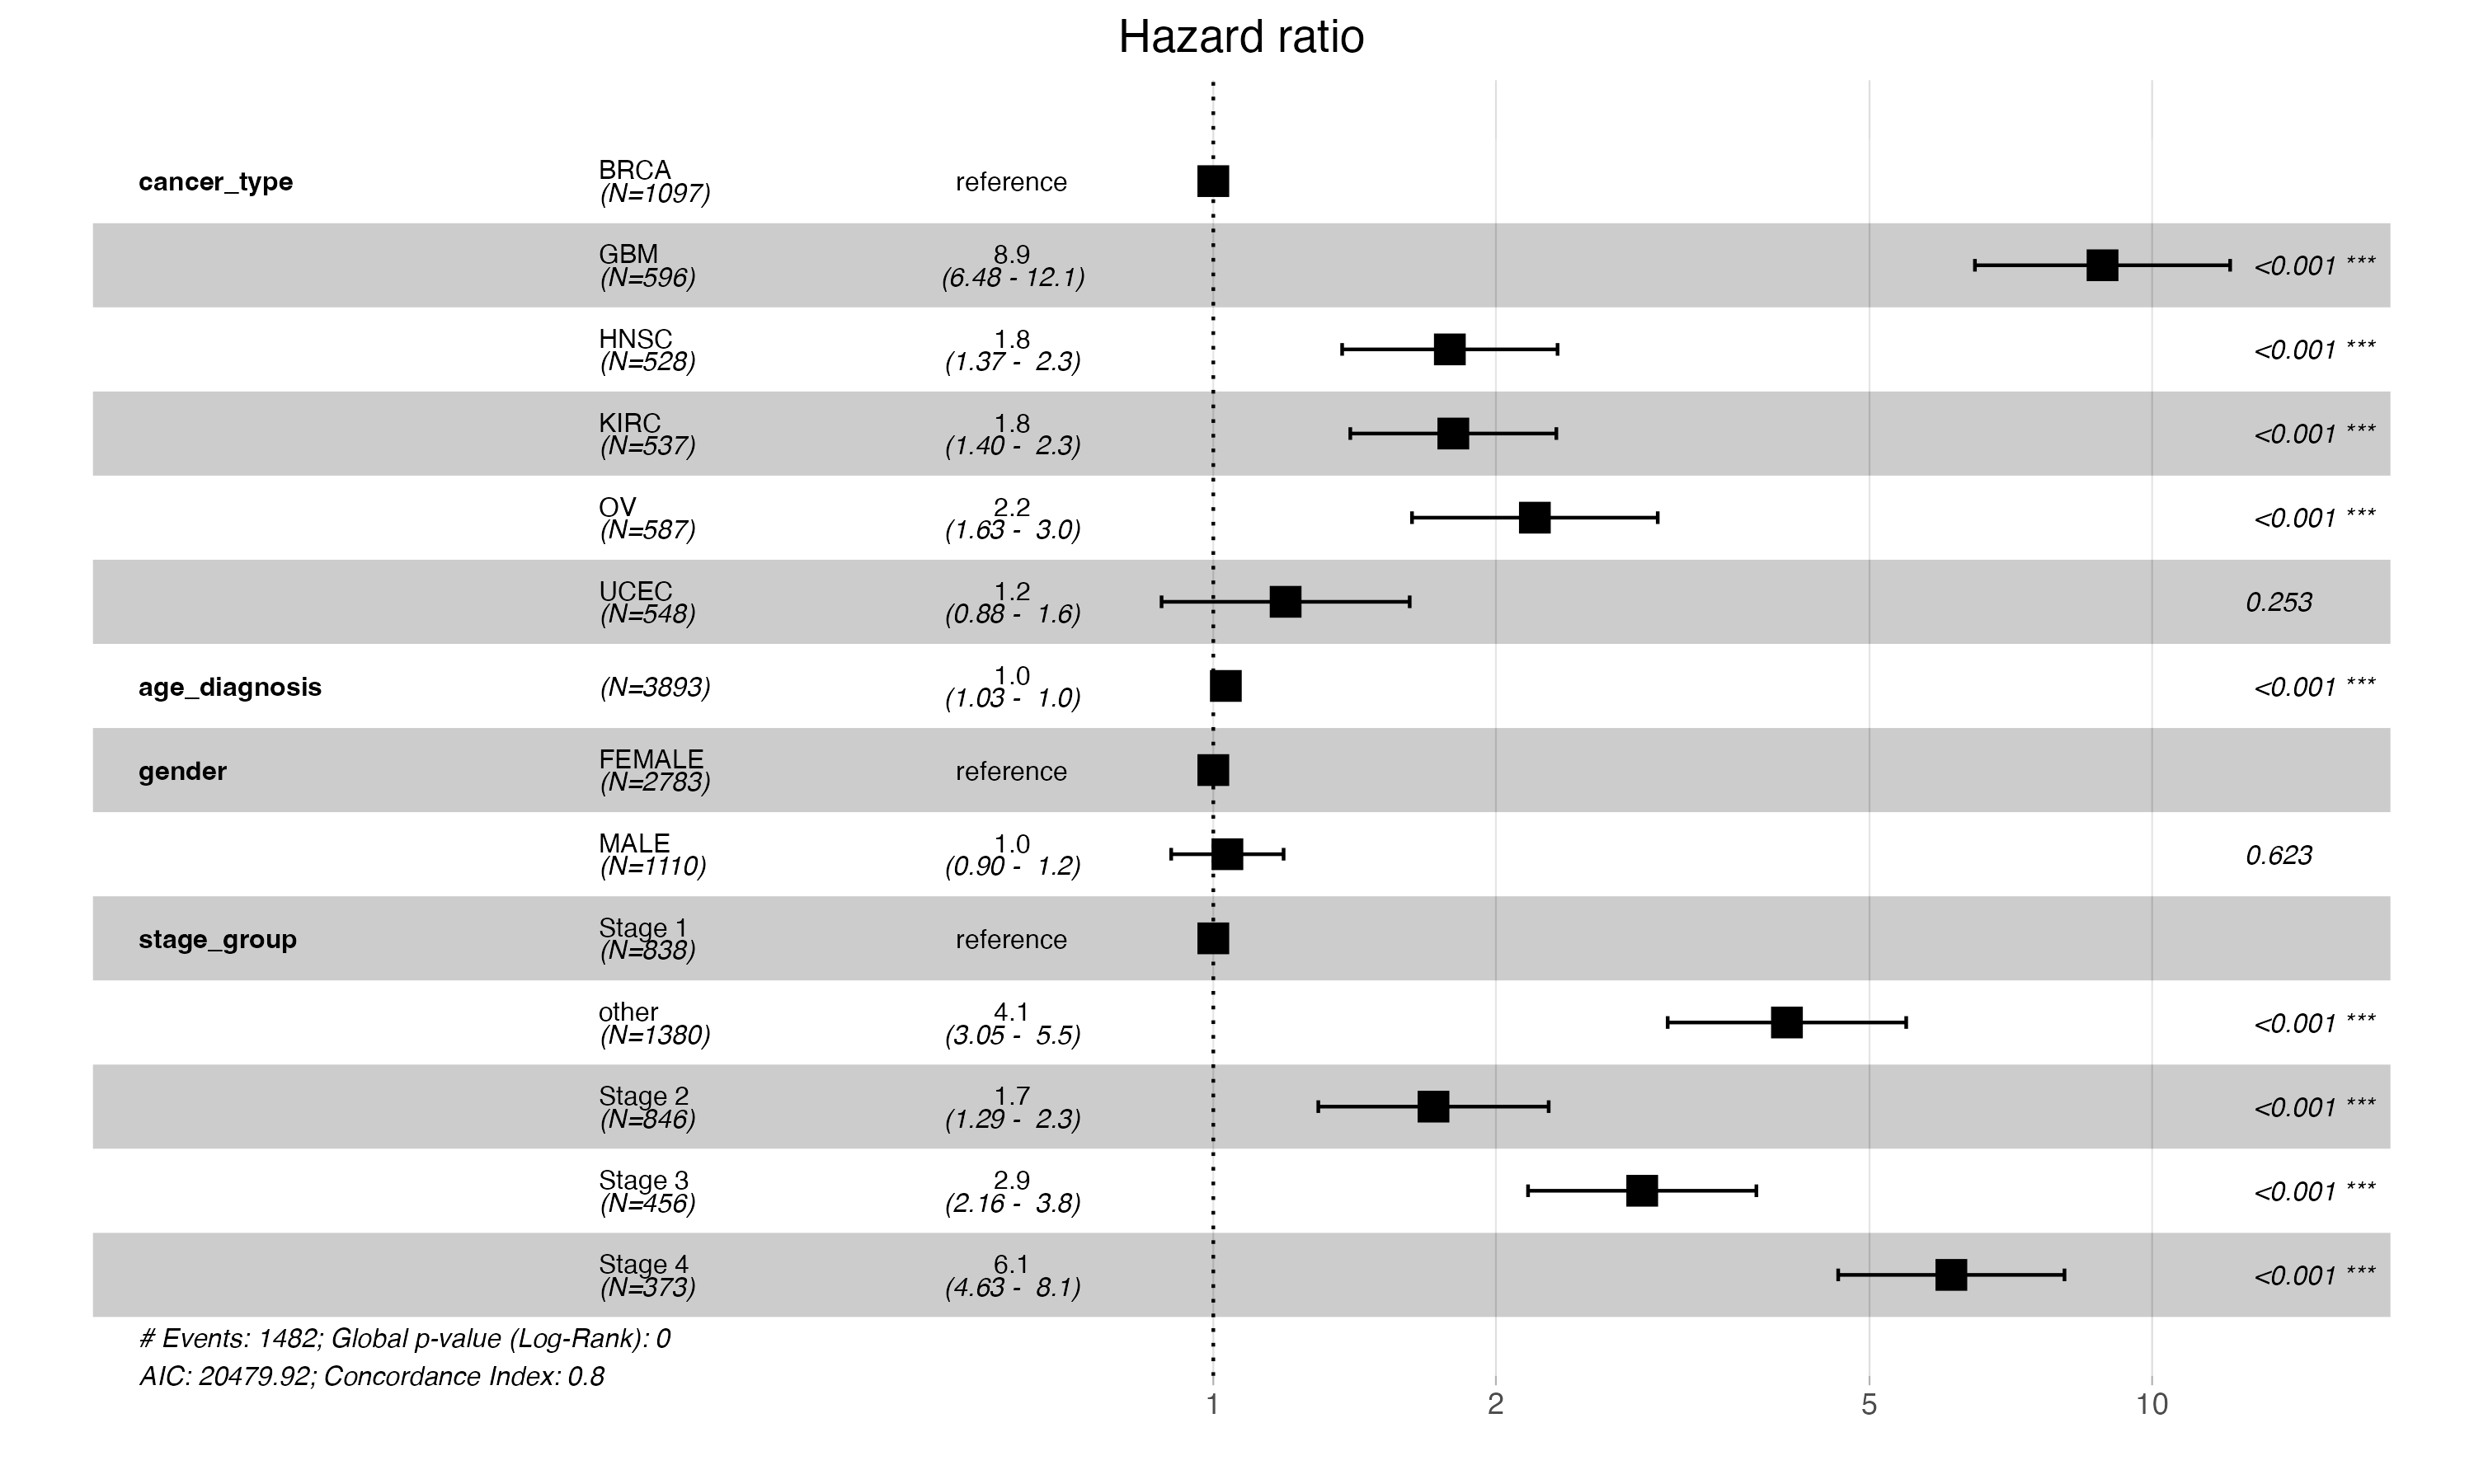 Hazard ratio
cancer_type BRCA (N=1097) reference
GBM (N=596) 8.9 (6.48 - 12.1) <0.001 ***
HNSC (N=528) 1.8 (1.37 - 2.3) <0.001 ***
KIRC (N=537) 1.8 (1.40 - 2.3) <0.001 ***
OV (N=587) 2.2 (1.63 - 3.0) <0.001 ***
UCEC (N=548) 1.2 (0.88 - 1.6) 0.253
age_diagnosis (N=3893) 1.0 (1.03 - 1.0) <0.001 ***
gender FEMALE (N=2783) reference
MALE (N=1110) 1.0 (0.90 - 1.2) 0.623
stage_group Stage 1 (N=838) reference
other (N=1380) 4.1 (3.05 - 5.5) <0.001 ***
Stage 2 (N=846) 1.7 (1.29 - 2.3) <0.001 ***
Stage 3 (N=456) 2.9 (2.16 - 3.8) <0.001 ***
Stage 4 (N=373) 6.1 (4.63 - 8.1) <0.001 ***
# Events: 1482; Global p-value (Log-Rank): 0
AIC: 20479.92; Concordance Index: 0.8
1 2 5 10